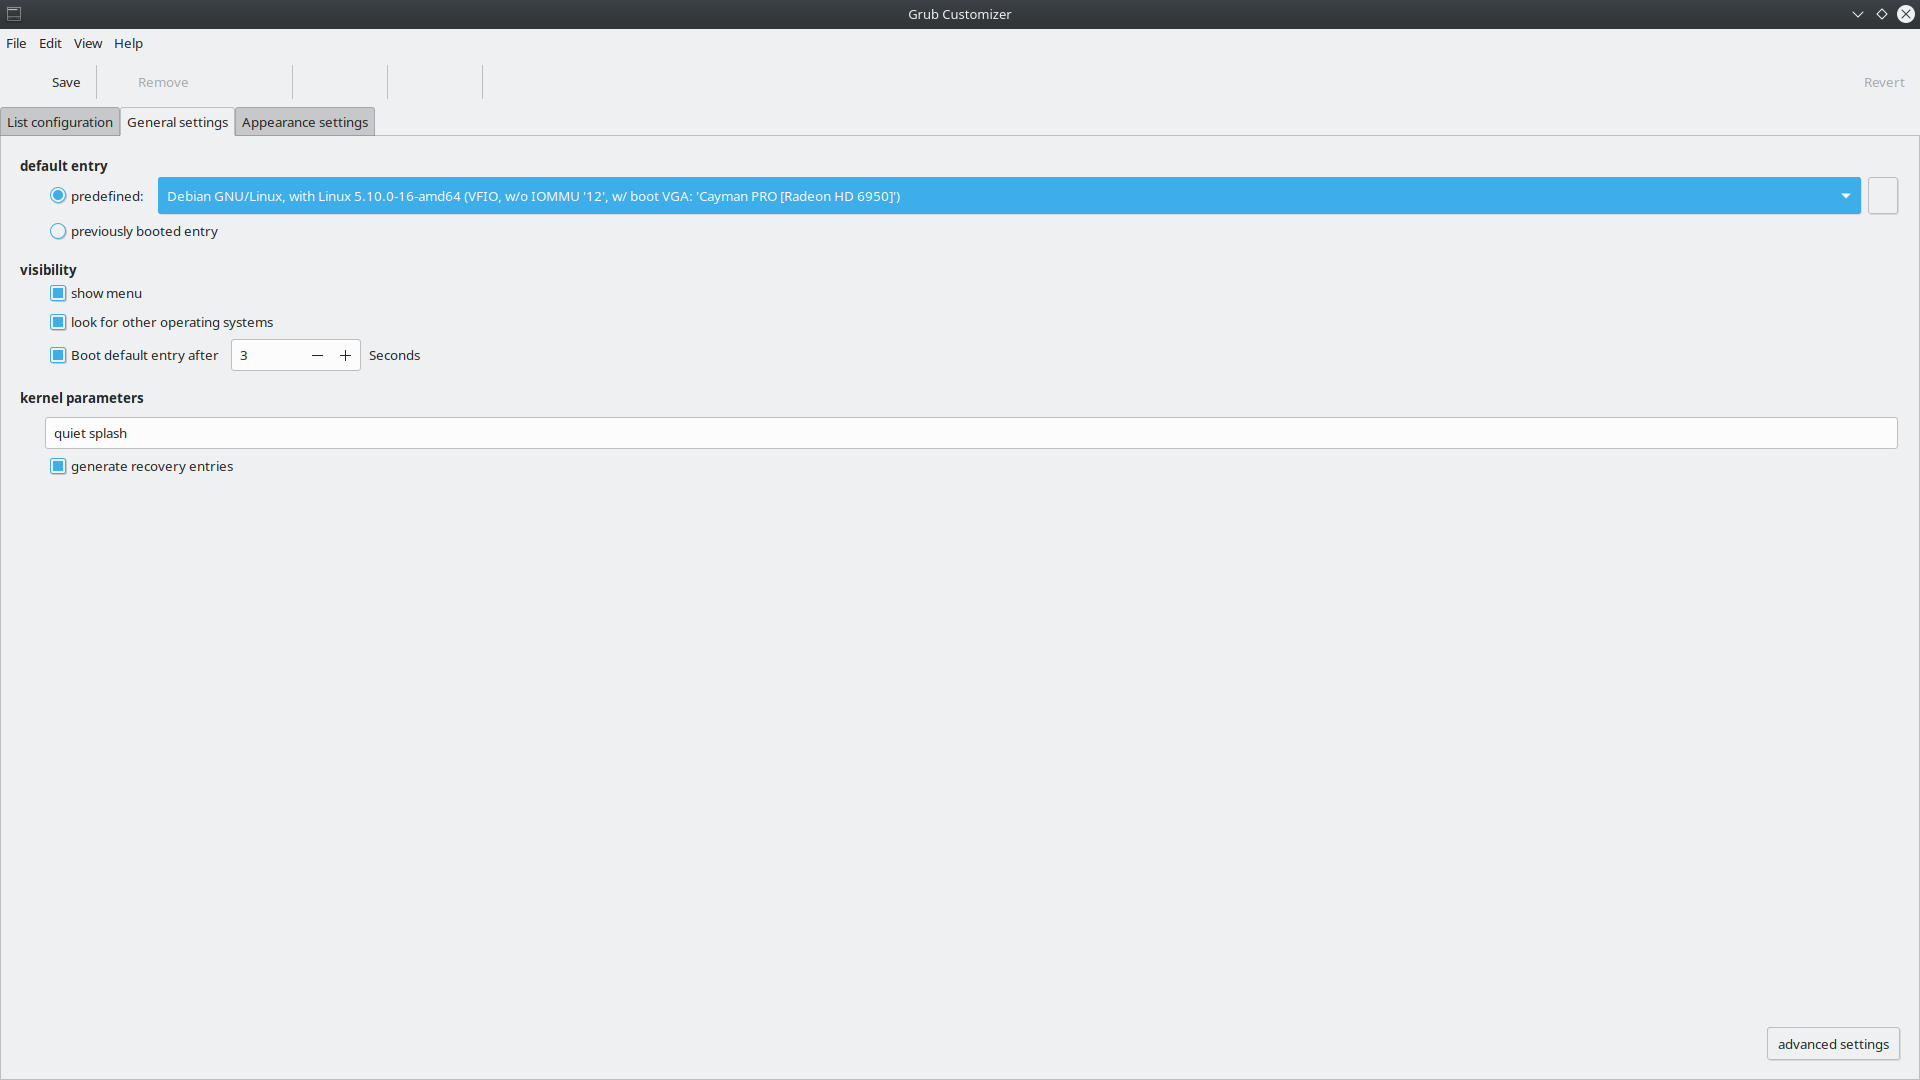 Grub Customizer
File Edit View Help
Save Remove Revert
List configuration General settings Appearance settings
default entry
predefined: Debian GNU/Linux, with Linux 5.10.0-16-amd64 (VFIO, w/o IOMMU '12', w/ boot VGA: 'Cayman PRO [Radeon HD 6950]')
previously booted entry
visibility
show menu
look for other operating systems
Boot default entry after 3 Seconds
kernel parameters
quiet splash
generate recovery entries
advanced settings